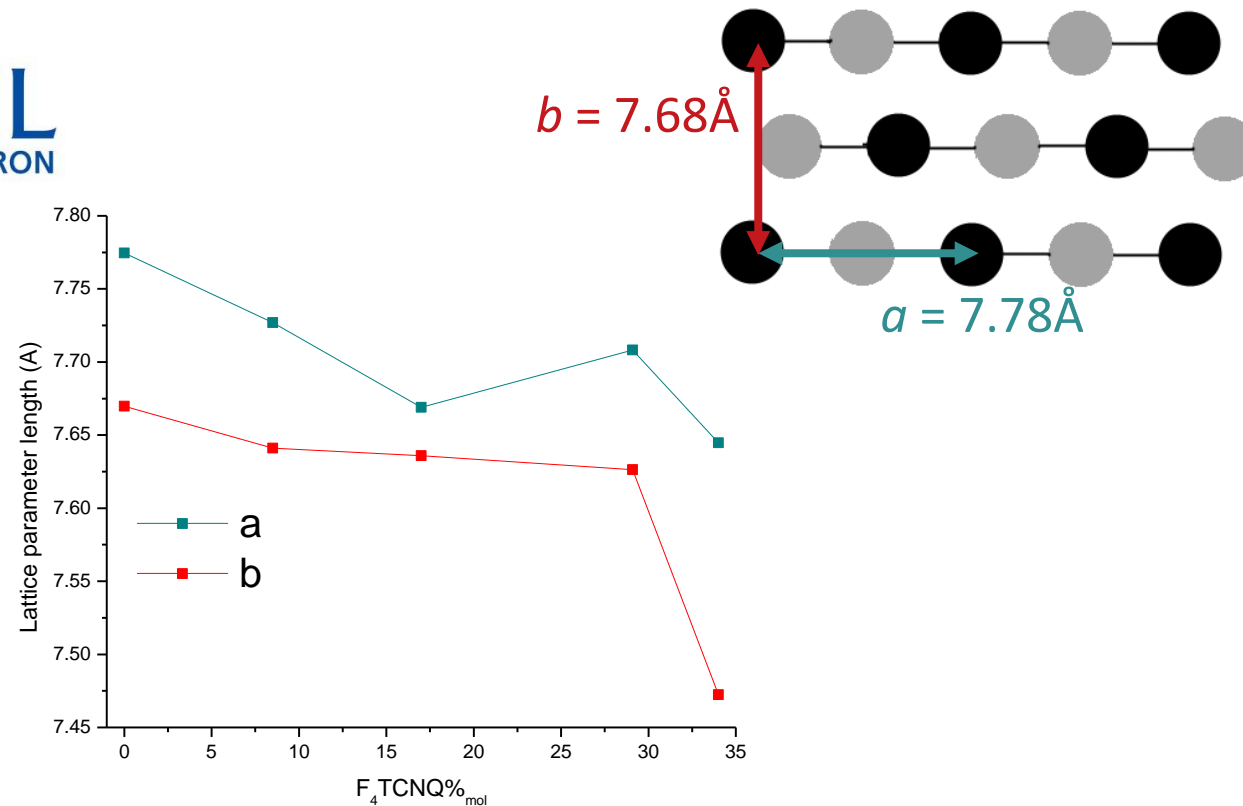 L
RON
b = 7.68Å
a = 7.78Å
7.80
7.75
7.70
7.65
7.60
7.55
7.50
7.45
Lattice parameter length (A)
a
b
0 5 10 15 20 25 30 35
F₄TCNQ%mol